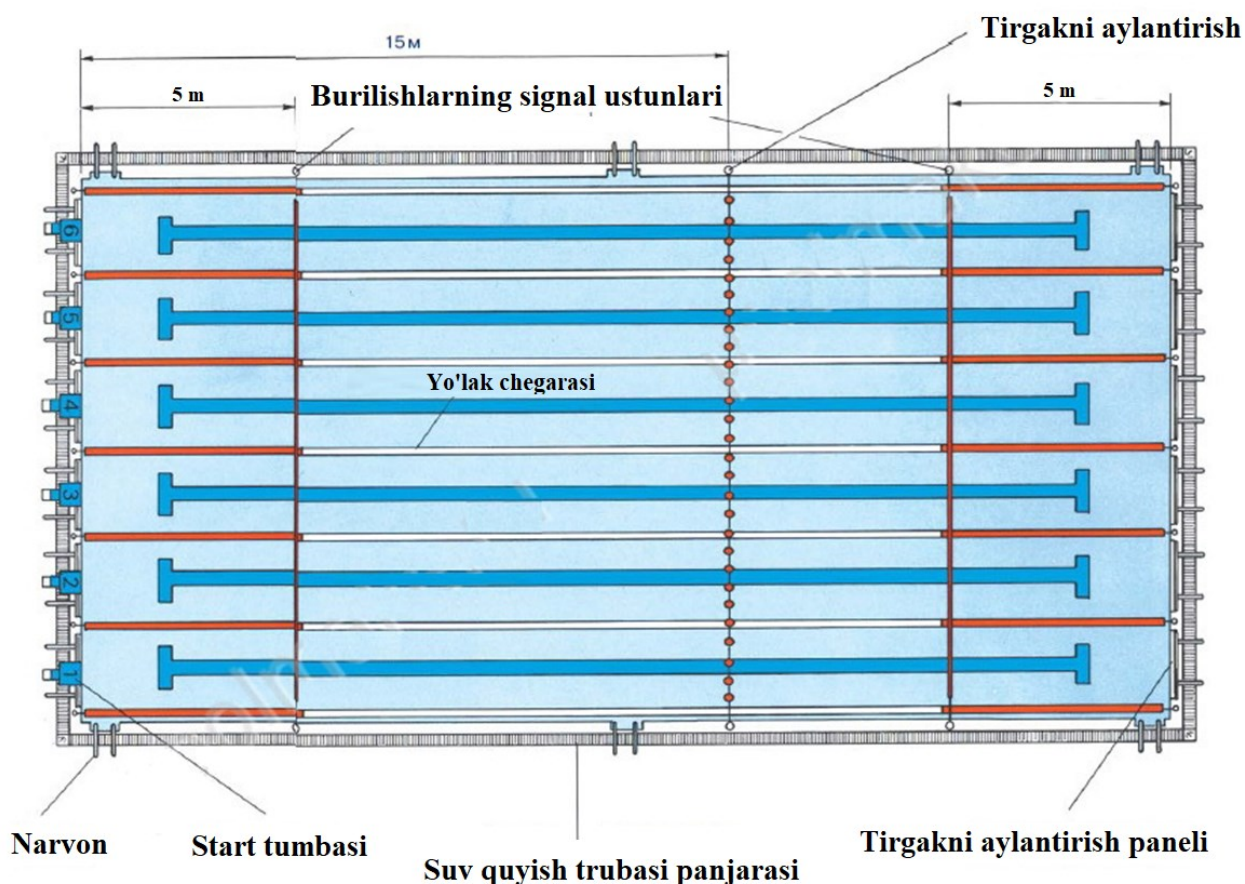 Tirgakni aylantirish
15м
5 m
Burilishlarning signal ustunlari
5 m
6
5
4
3
2
1
Yo'lak chegarasi
Narvon
Start tumbasi
Suv quyish trubasi panjarasi
Tirgakni aylantirish paneli